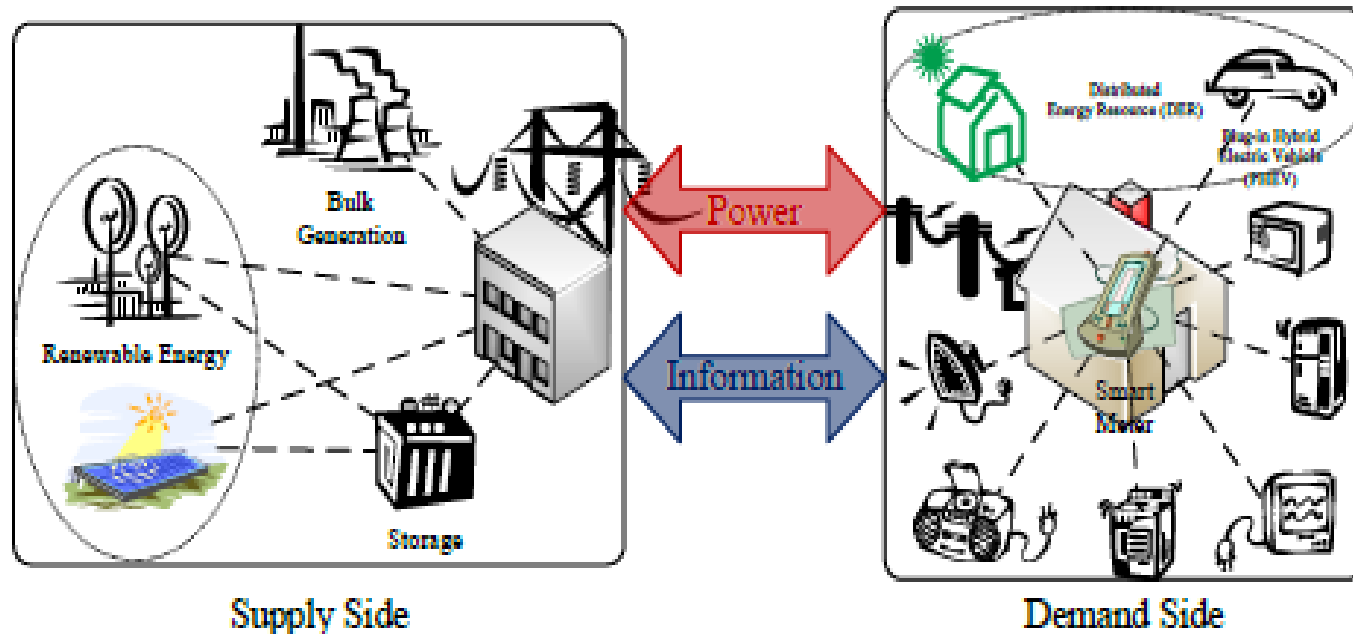 Bulk
Generation
Renewable Energy
Storage
Supply Side
Power
Information
Distributed
Energy Resource (DER)
Plug-in Hybrid
Electric Vehicle
(PHEV)
Smart
Meter
Demand Side